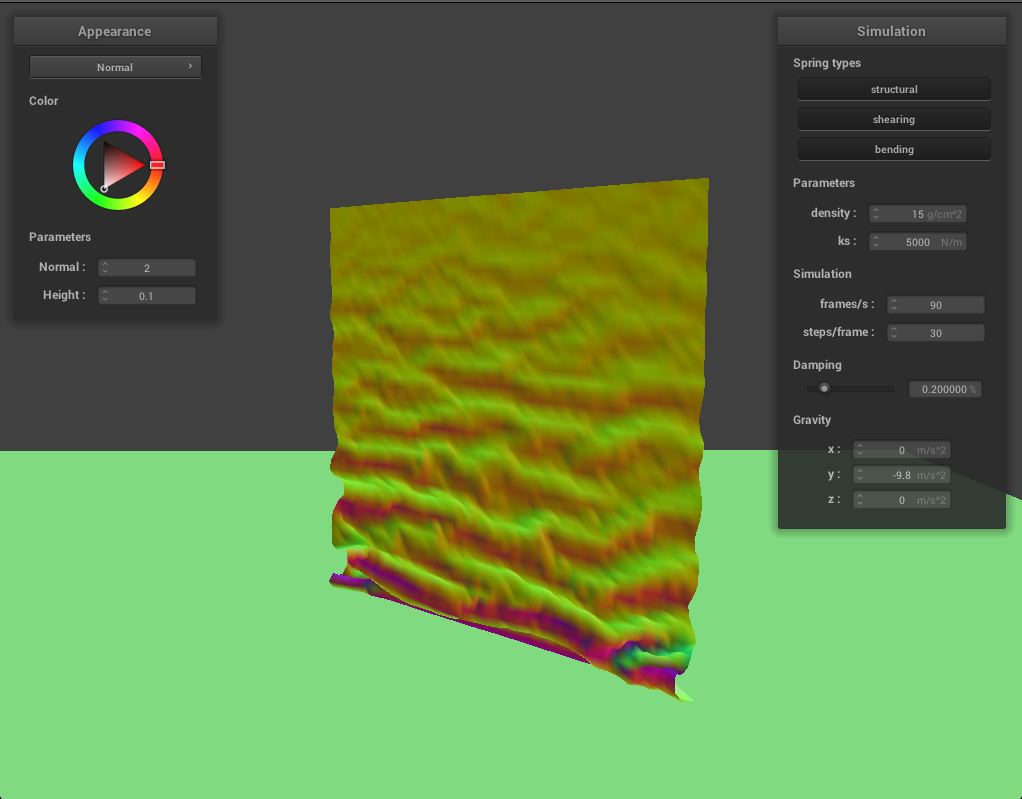 Appearance
Normal
Color
Parameters
Normal :
2
Height :
0.1
Simulation
Spring types
structural
shearing
bending
Parameters
density :
15 g/cm^2
ks :
5000 N/m
Simulation
frames/s :
90
steps/frame :
30
Damping
0.200000 %
Gravity
x :
0 m/s^2
y :
-9.8 m/s^2
z :
0 m/s^2